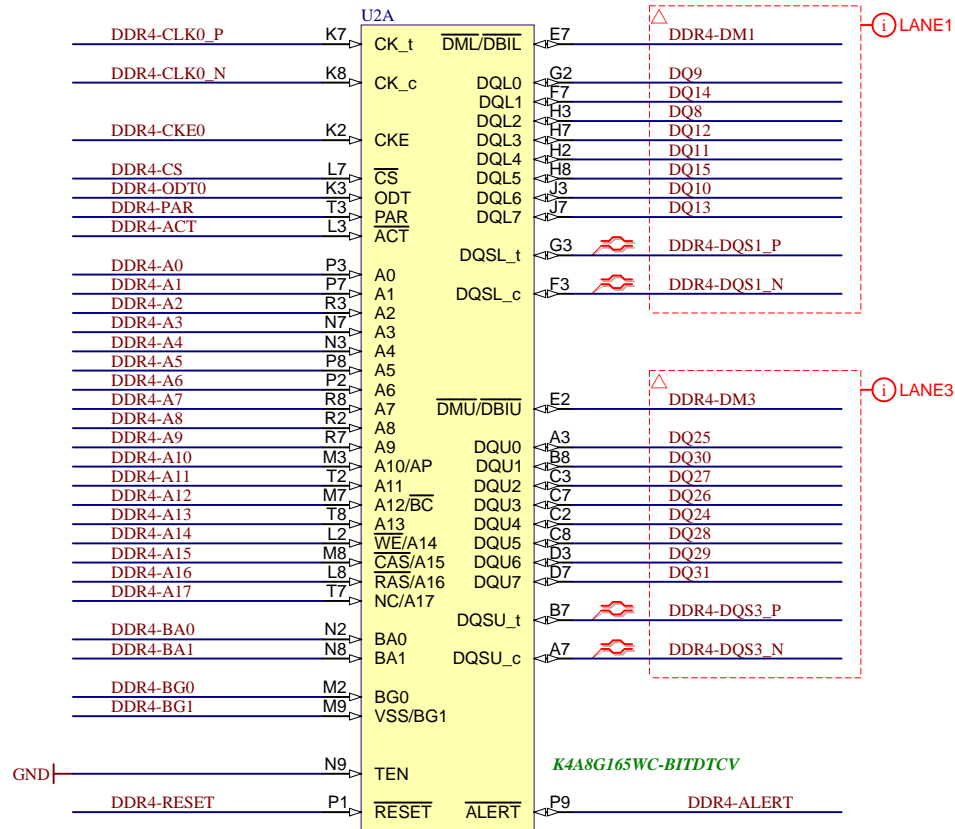 U2A
DDR4-CLK0_P K7 CK_t DML/DBIL E7 DDR4-DM1 i LANE1
DDR4-CLK0_N K8 CK_c DQL0 G2 DQ9
DQL1 F7 DQ14
DQL2 H3 DQ8
DDR4-CKE0 K2 CKE DQL3 H7 DQ12
DQL4 H2 DQ11
DDR4-CS L7 CS DQL5 H8 DQ15
DDR4-ODT0 K3 ODT DQL6 J3 DQ10
DDR4-PAR T3 PAR DQL7 J7 DQ13
DDR4-ACT L3 ACT
DQSL_t G3 DDR4-DQS1_P
DDR4-A0 P3 A0
DDR4-A1 P7 A1 DQSL_c F3 DDR4-DQS1_N
DDR4-A2 R3 A2
DDR4-A3 N7 A3
DDR4-A4 N3 A4
DDR4-A5 P8 A5
DDR4-A6 P2 A6
DDR4-A7 R8 A7 DMU/DBIU E2 DDR4-DM3 i LANE3
DDR4-A8 R2 A8
DDR4-A9 R7 A9 DQU0 A3 DQ25
DDR4-A10 M3 A10/AP DQU1 B8 DQ30
DDR4-A11 T2 A11 DQU2 C3 DQ27
DDR4-A12 M7 A12/BC DQU3 C7 DQ26
DDR4-A13 T8 A13 DQU4 C2 DQ24
DDR4-A14 L2 WE/A14 DQU5 C8 DQ28
DDR4-A15 M8 CAS/A15 DQU6 D3 DQ29
DDR4-A16 L8 RAS/A16 DQU7 D7 DQ31
DDR4-A17 T7 NC/A17
DQSU_t B7 DDR4-DQS3_P
DDR4-BA0 N2 BA0
DDR4-BA1 N8 BA1 DQSU_c A7 DDR4-DQS3_N
DDR4-BG0 M2 BG0
DDR4-BG1 M9 VSS/BG1
GND N9 TEN K4A8G165WC-BITDTCV
DDR4-RESET P1 RESET ALERT P9 DDR4-ALERT